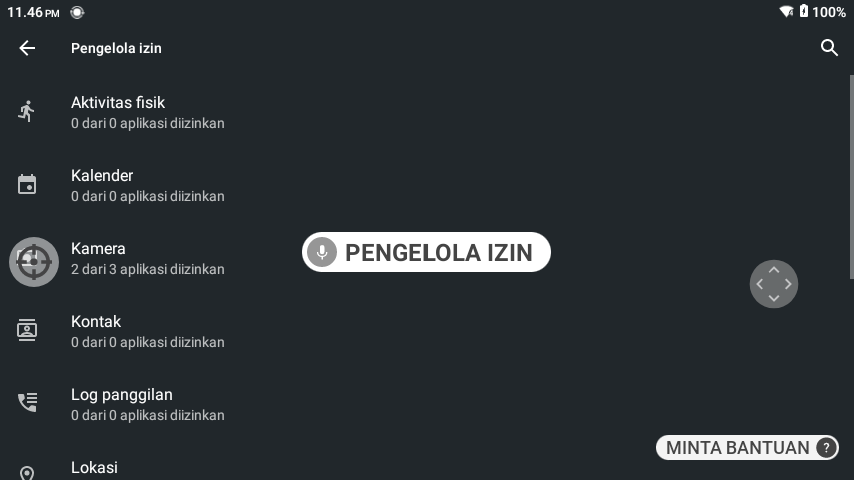 11.46 PM
100%
Pengelola izin
Aktivitas fisik
0 dari 0 aplikasi diizinkan
Kalender
0 dari 0 aplikasi diizinkan
Kamera
2 dari 3 aplikasi diizinkan
PENGELOLA IZIN
Kontak
0 dari 0 aplikasi diizinkan
Log panggilan
0 dari 0 aplikasi diizinkan
MINTA BANTUAN ?
Lokasi